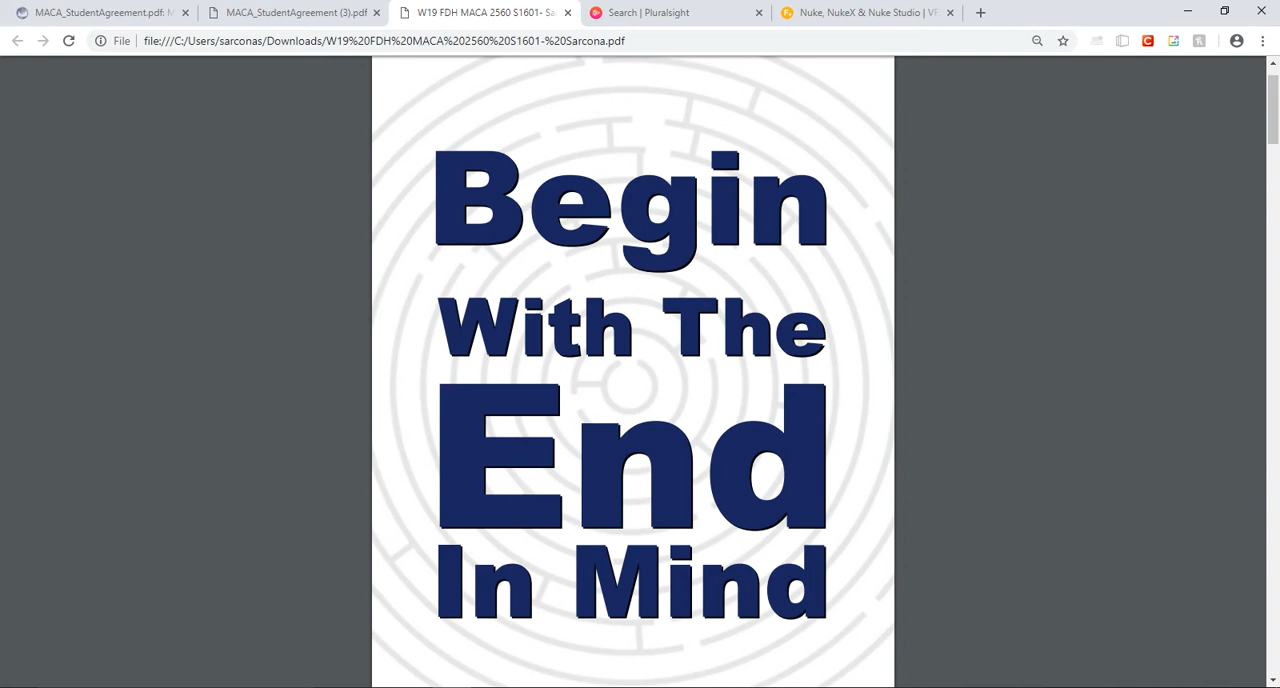 MACA_StudentAgreement.pdf: M
MACA_StudentAgreement (3).pdf
W19 FDH MACA 2560 S1601- Sa
Search | Pluralsight
Nuke, NukeX & Nuke Studio | VF
File
file:///C:/Users/sarconas/Downloads/W19%20FDH%20MACA%202560%20S1601-%20Sarcona.pdf
Begin
With The
End
In Mind